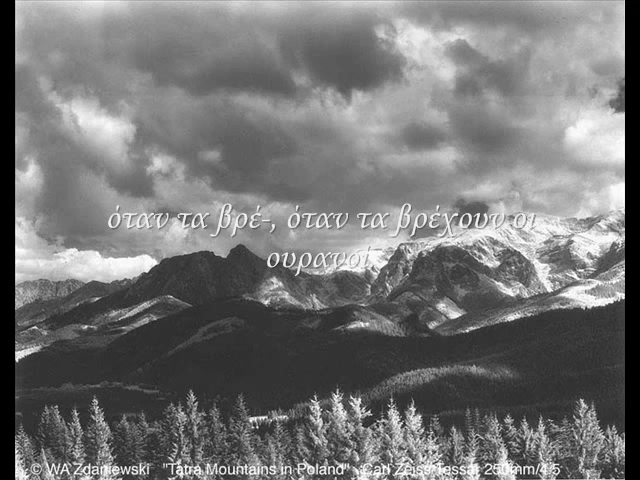 όταν τα βρέ-, όταν τα βρέχουν οι
ουρανοί
© WA Zdaniewski "Tatra Mountains in Poland" Carl Zeiss Tessar 250mm/4.5